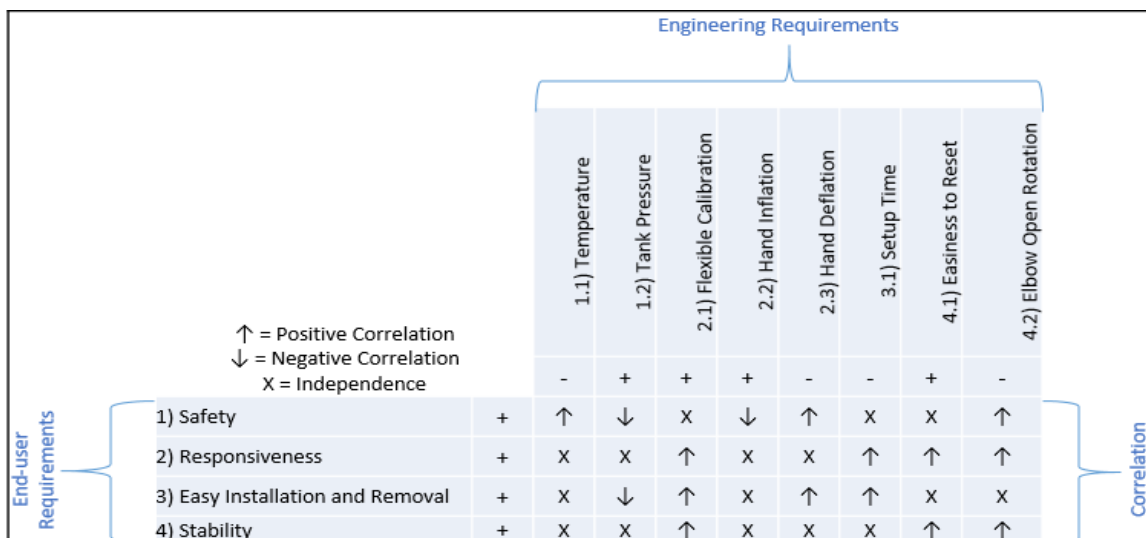 Engineering Requirements
1.1) Temperature
1.2) Tank Pressure
2.1) Flexible Calibration
2.2) Hand Inflation
2.3) Hand Deflation
3.1) Setup Time
4.1) Easiness to Reset
4.2) Elbow Open Rotation
↑ = Positive Correlation
↓ = Negative Correlation
X = Independence
- + + + - - + -
End-user
Requirements
1) Safety + ↑ ↓ X ↓ ↑ X X ↑
2) Responsiveness + X X ↑ X X ↑ ↑ ↑
3) Easy Installation and Removal + X ↓ ↑ X ↑ ↑ X X
4) Stability + X X ↑ X X X ↑ ↑
Correlation